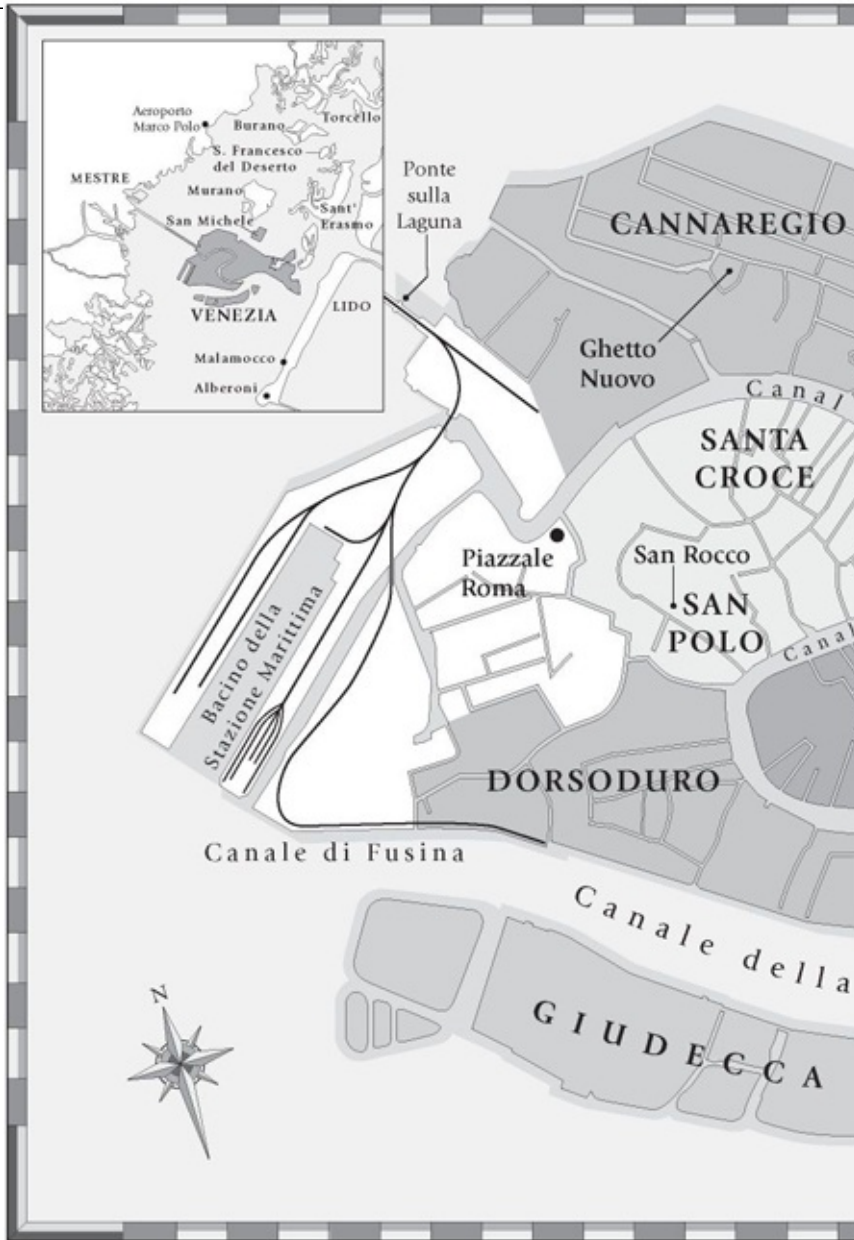 Aeroporto
Marco Polo
Burano
Torcello
S. Francesco
del Deserto
MESTRE
Murano
San Michele
Sant'
Erasmo
VENEZIA
LIDO
Malamocco
Alberoni
Ponte
sulla
Laguna
CANNAREGIO
Ghetto
Nuovo
Canal
SANTA
CROCE
Piazzale
Roma
San Rocco
SAN
POLO
Canal
Bacino della
Stazione Marittima
DORSODURO
Canale di Fusina
Canale della
GIUDECCA
N